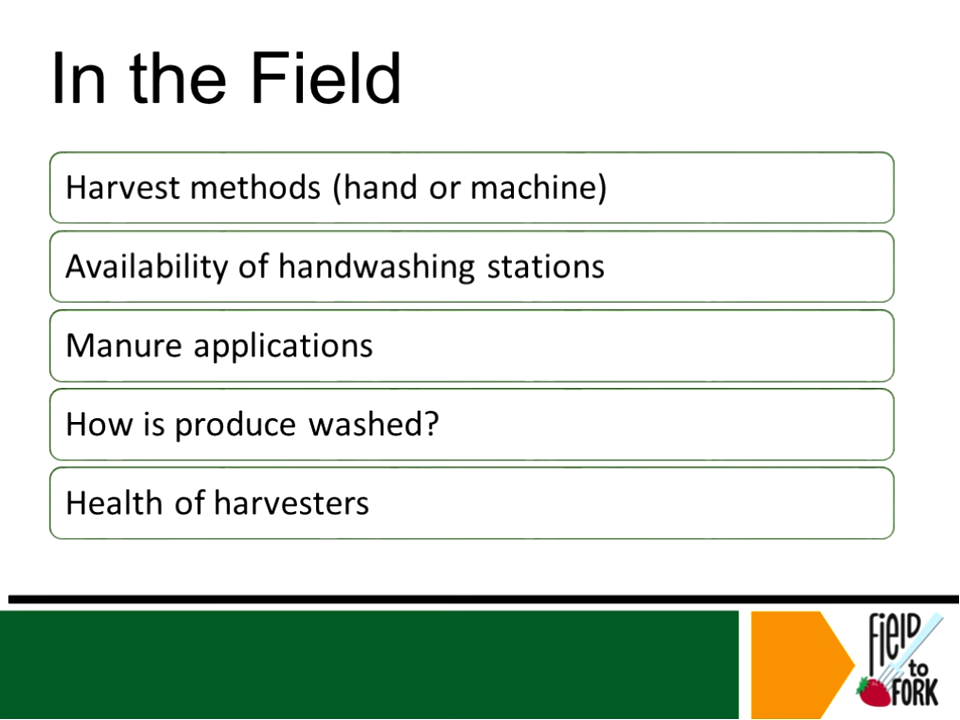 In the Field
Harvest methods (hand or machine)
Availability of handwashing stations
Manure applications
How is produce washed?
Health of harvesters
FiElD
to
FORK